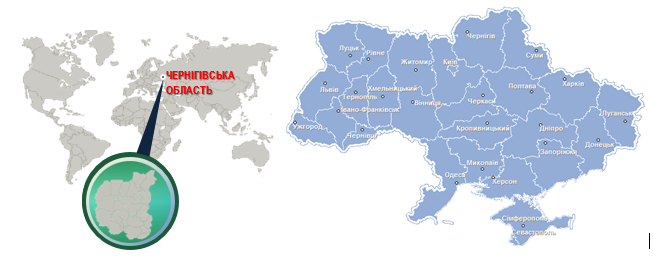 ЧЕРНІГІВСЬКА
ОБЛАСТЬ
Чернігів
Луцьк
Рівне
Суми
Житомир
Київ
Харків
Львів
Хмельницький
Полтава
Тернопіль
Черкаси
Вінниця
Івано-Франківськ
Луганськ
Ужгород
Чернівці
Кропивницький
Дніпро
Донецьк
Запоріжжя
Миколаїв
Одеса
Херсон
Сімферополь
Севастополь